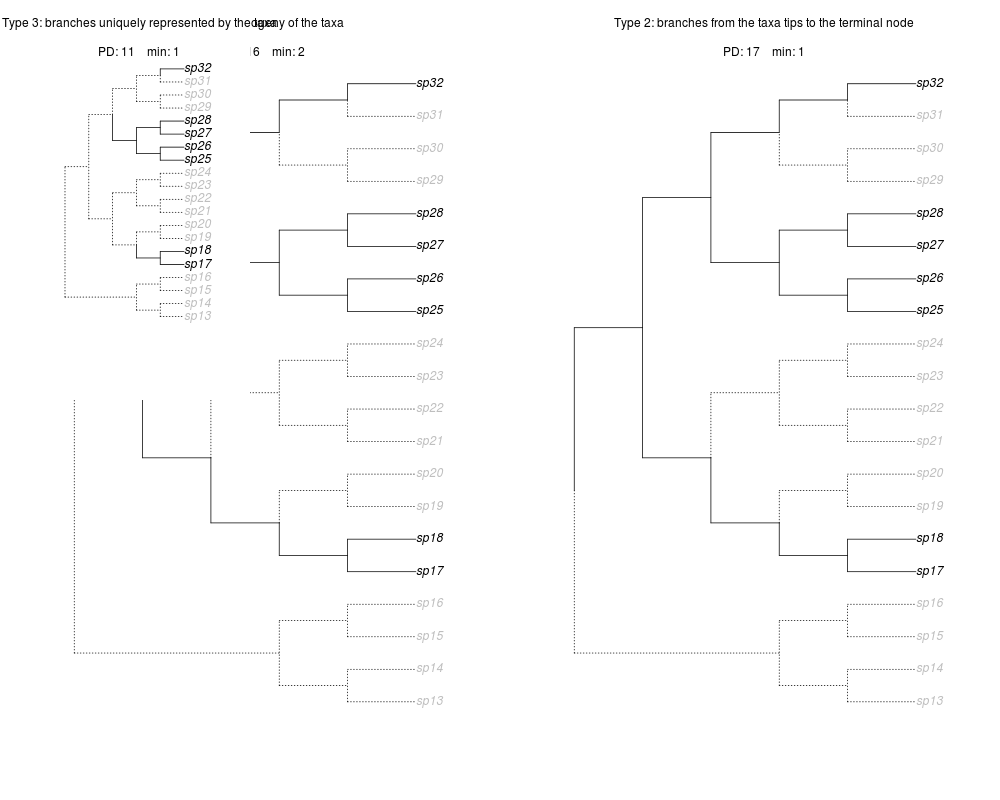 Type 3: branches uniquely represented by the taxa of the taxa
PD: 11 min: 1
sp32
sp31
sp30
sp29
sp28
sp27
sp26
sp25
sp24
sp23
sp22
sp21
sp20
sp19
sp18
sp17
sp16
sp15
sp14
sp13
6 min: 2
sp32
sp31
sp30
sp29
sp28
sp27
sp26
sp25
sp24
sp23
sp22
sp21
sp20
sp19
sp18
sp17
sp16
sp15
sp14
sp13
Type 2: branches from the taxa tips to the terminal node
PD: 17 min: 1
sp32
sp31
sp30
sp29
sp28
sp27
sp26
sp25
sp24
sp23
sp22
sp21
sp20
sp19
sp18
sp17
sp16
sp15
sp14
sp13